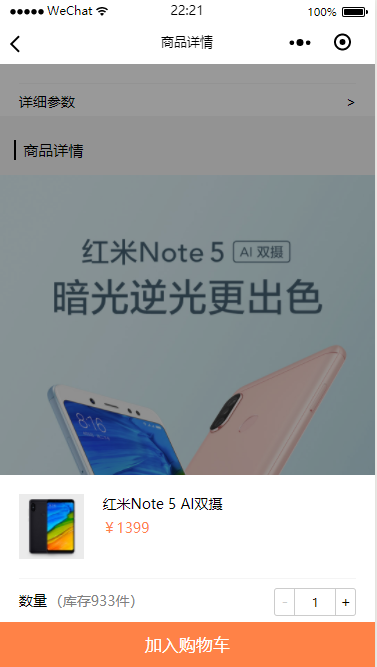 WeChat 22:21 100%
商品详情
详细参数 >
商品详情
红米Note 5 AI 双摄
暗光逆光更出色
8:16
红米Note 5 AI双摄
￥1399
数量（库存933件） - 1 +
加入购物车